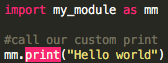 import my_module as mm
#call our custom print
mm.print("Hello world")